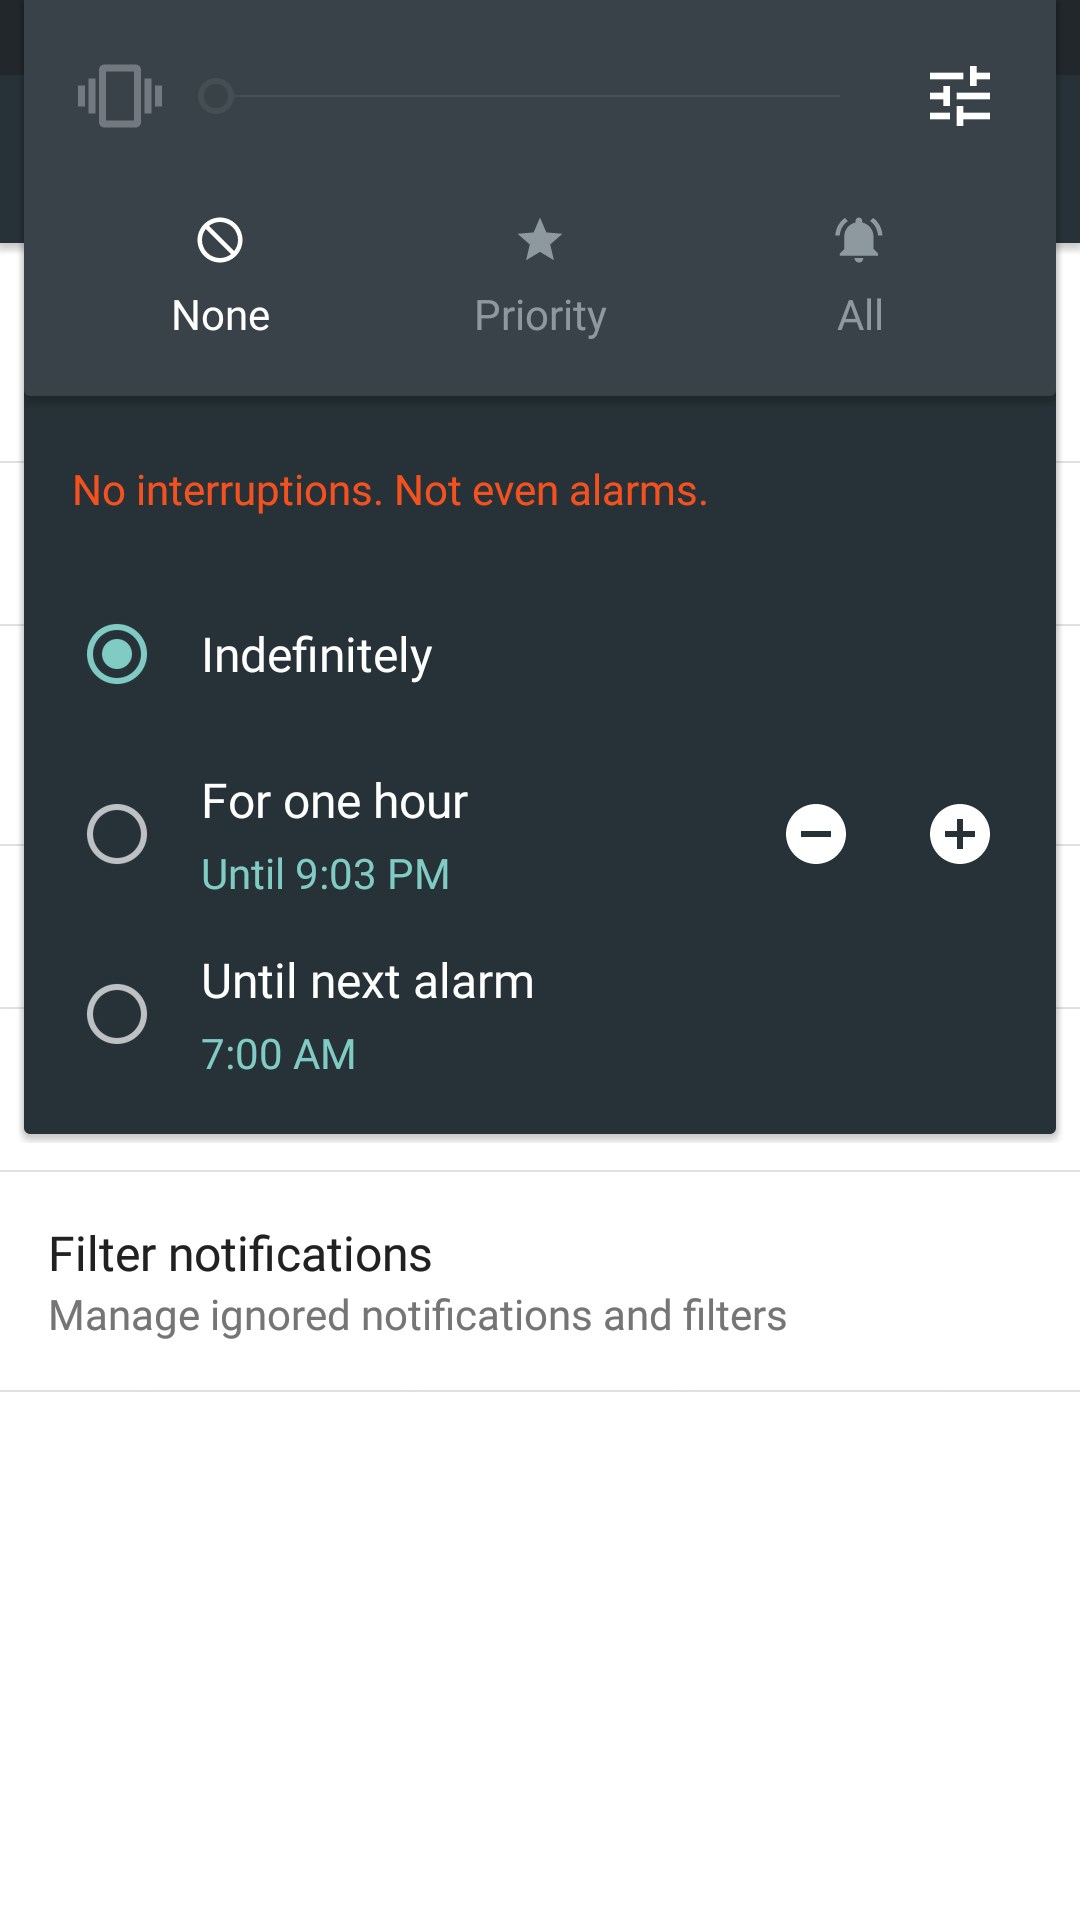 None
Priority
All
No interruptions. Not even alarms.
Indefinitely
For one hour
Until 9:03 PM
Until next alarm
7:00 AM
Filter notifications
Manage ignored notifications and filters